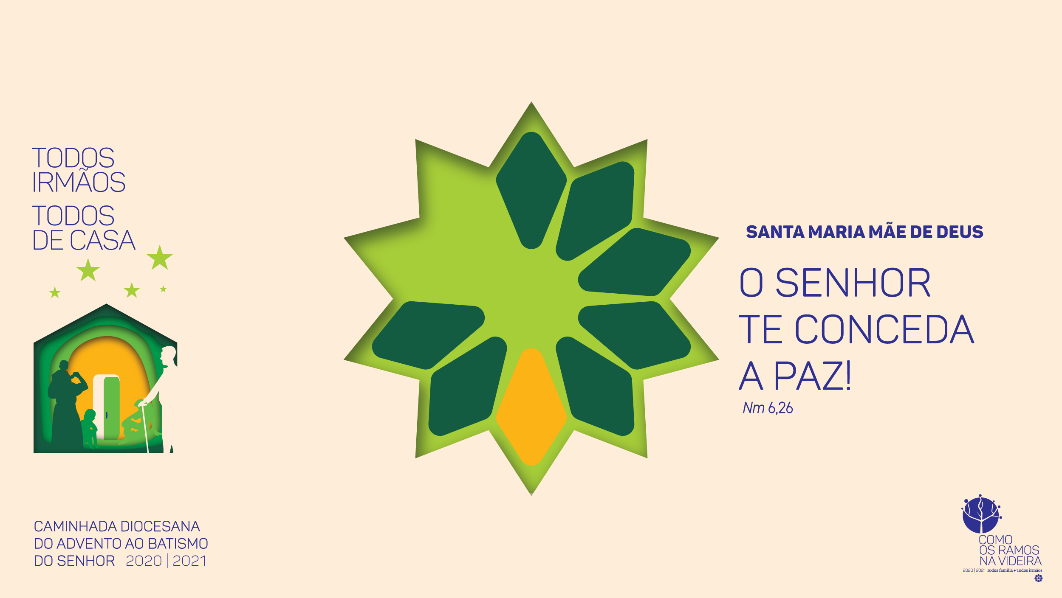 TODOS
IRMÃOS
TODOS
DE CASA
SANTA MARIA MÃE DE DEUS
O SENHOR
TE CONCEDA
A PAZ!
Nm 6,26
CAMINHADA DIOCESANA
DO ADVENTO AO BATISMO
DO SENHOR 2020 | 2021
COMO
OS RAMOS
NA VIDEIRA